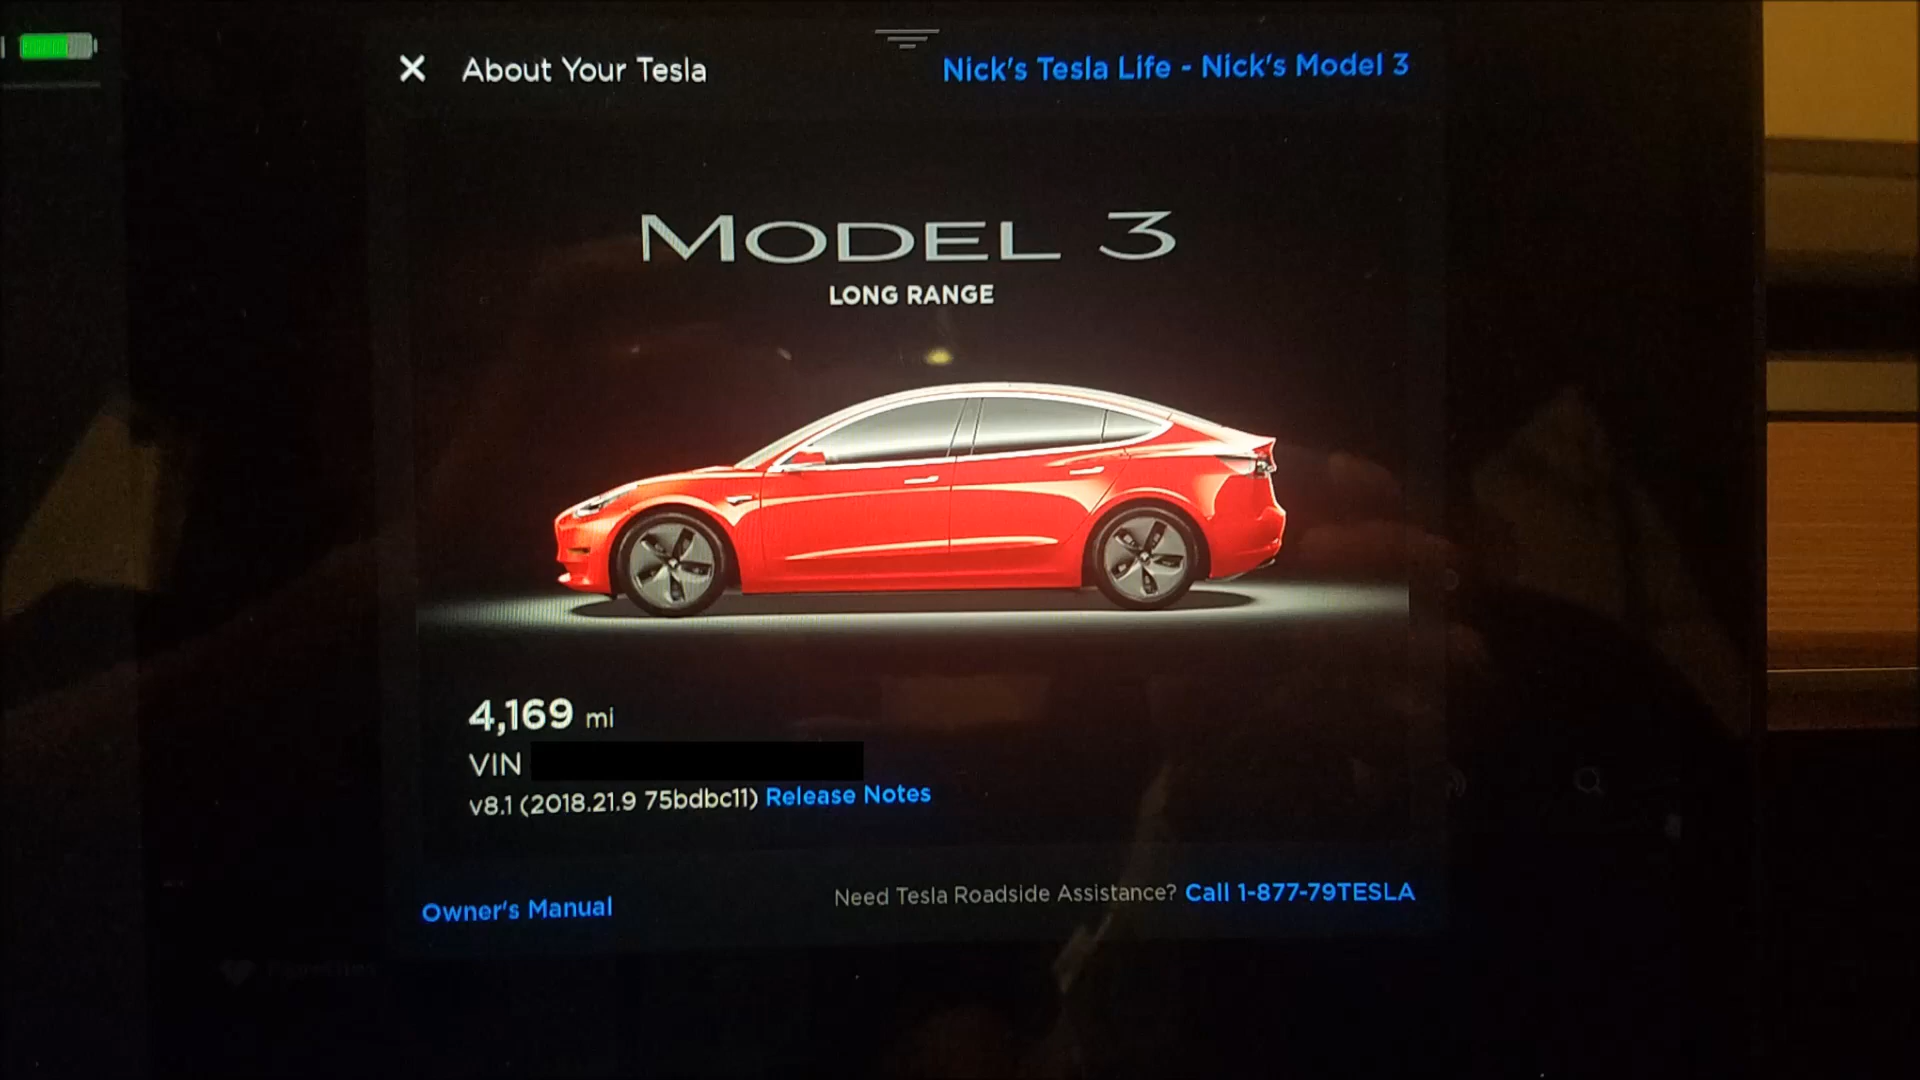 About Your Tesla
Nick's Tesla Life - Nick's Model 3
MODEL 3
LONG RANGE
4,169 mi
VIN
v8.1 (2018.21.9 75bdbc11) Release Notes
Owner's Manual
Need Tesla Roadside Assistance? Call 1-877-79TESLA